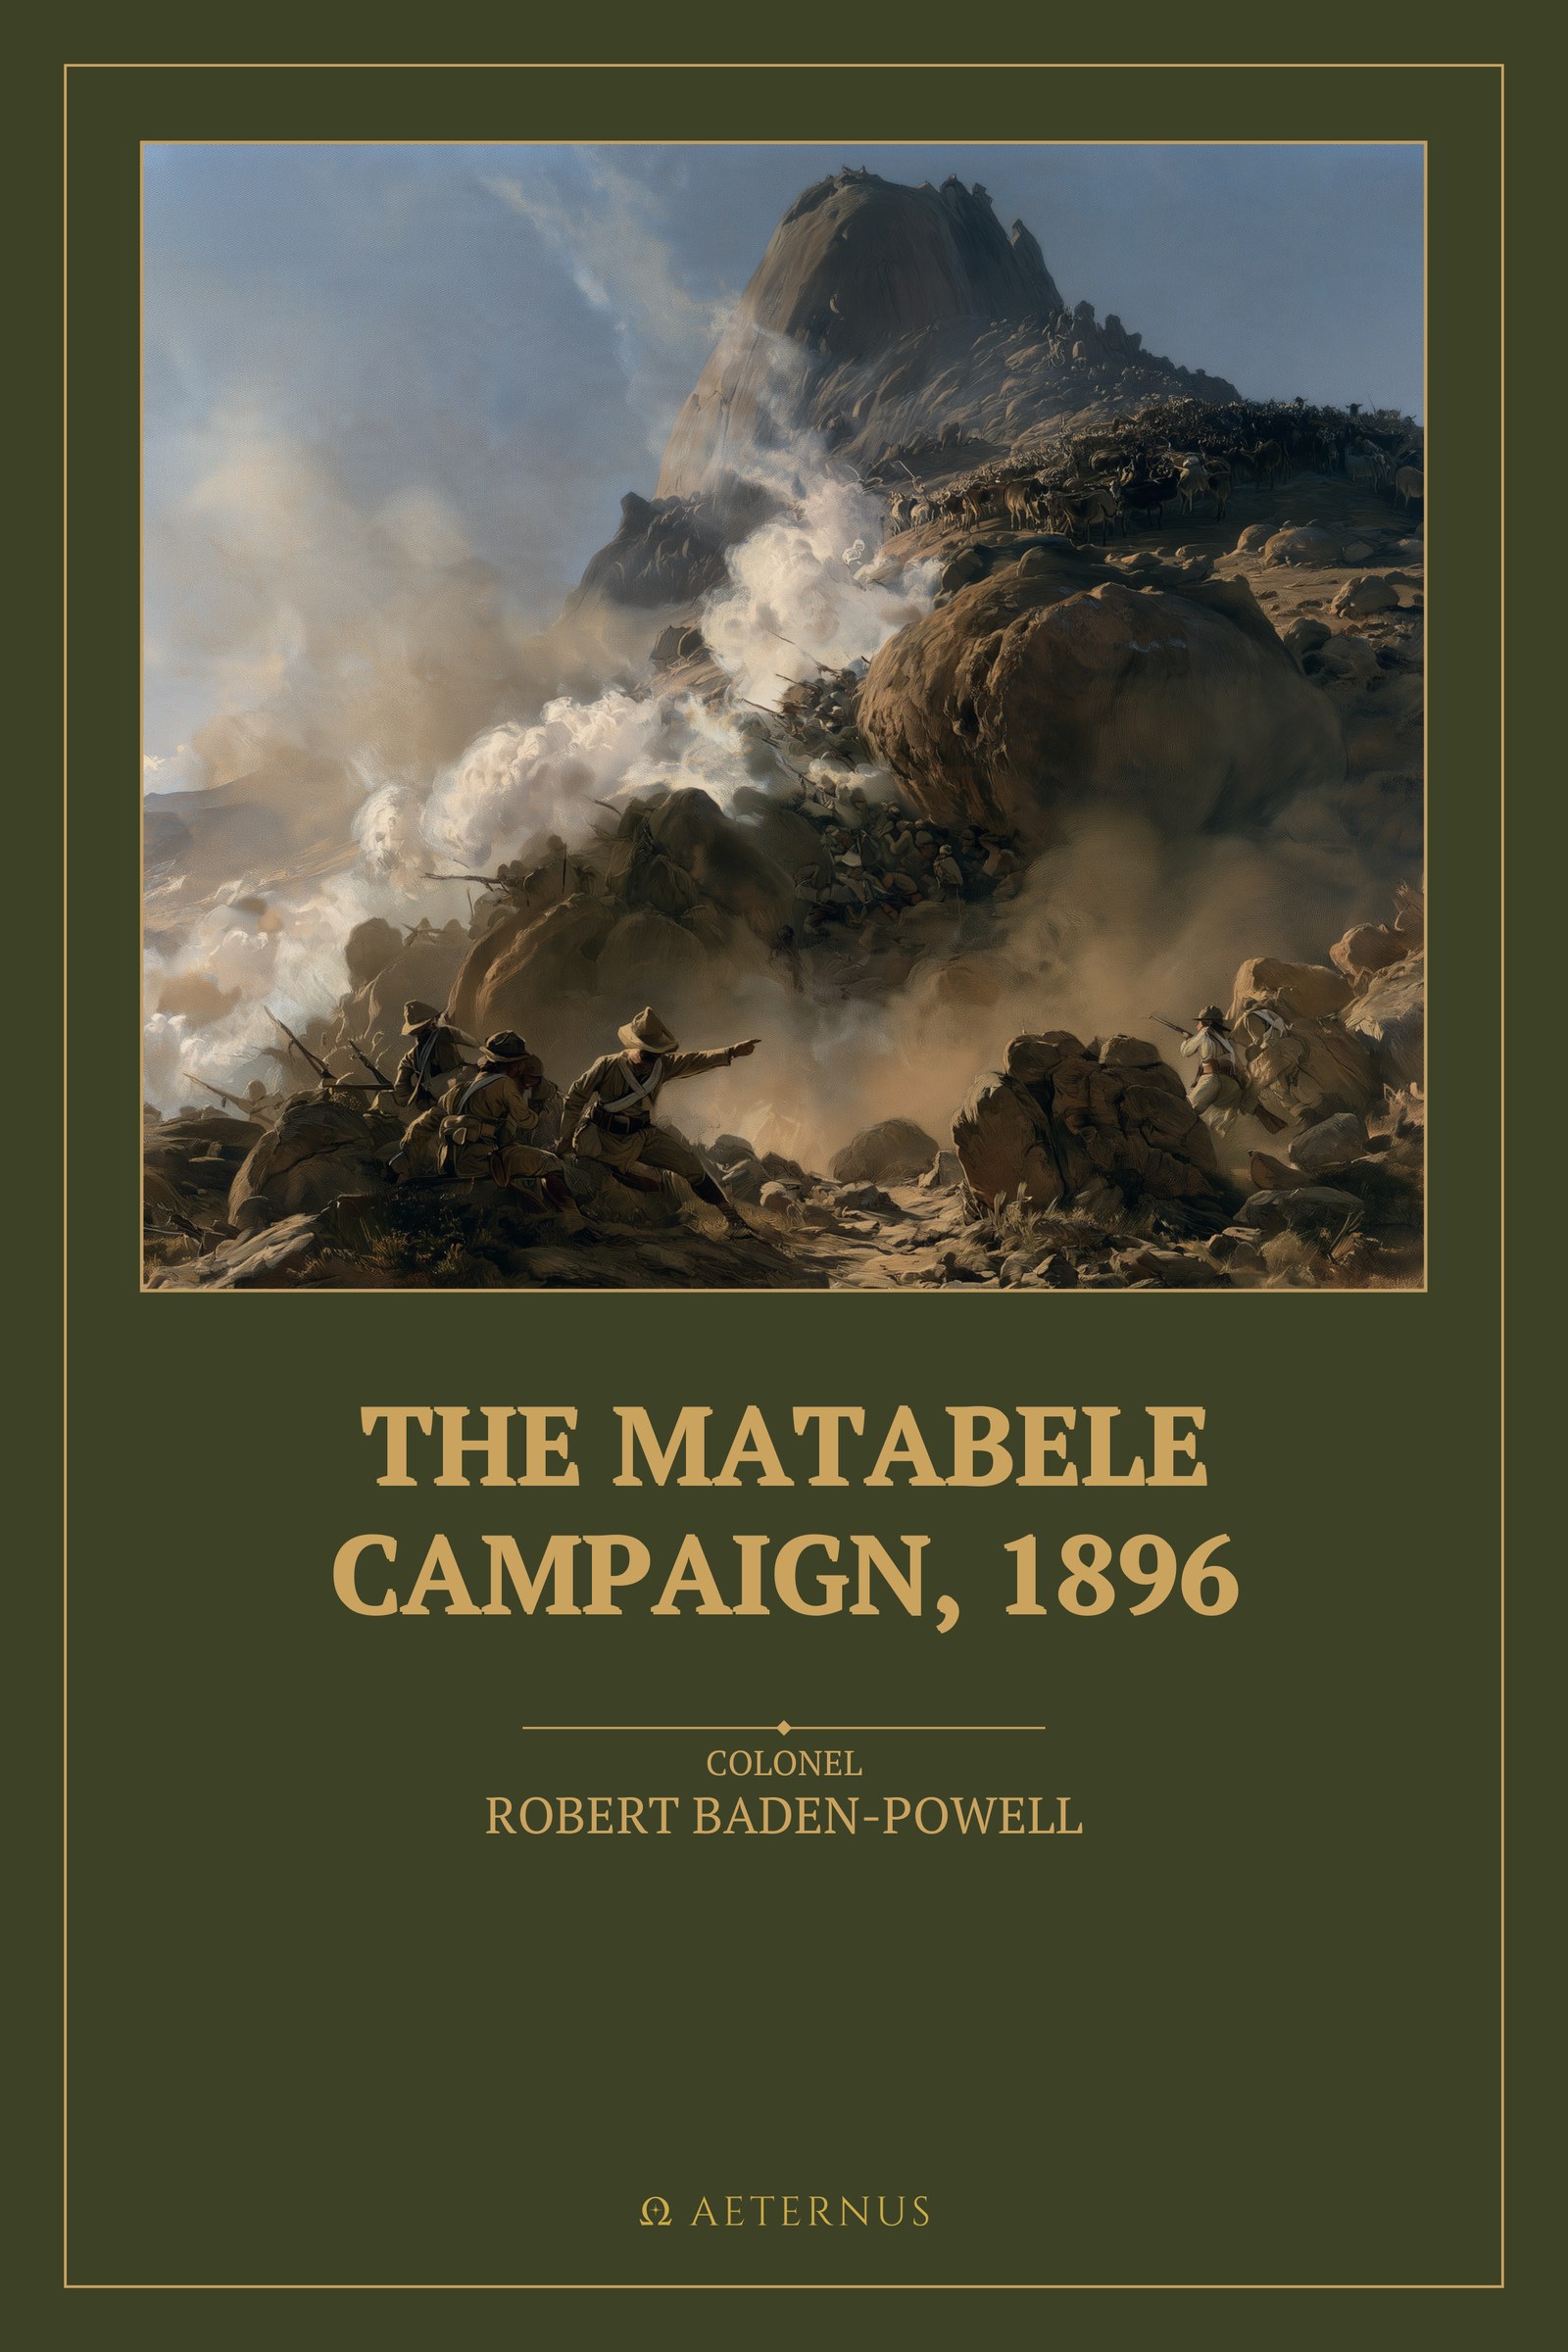 THE MATABELE
CAMPAIGN, 1896
COLONEL
ROBERT BADEN-POWELL
Ω AETERNUS